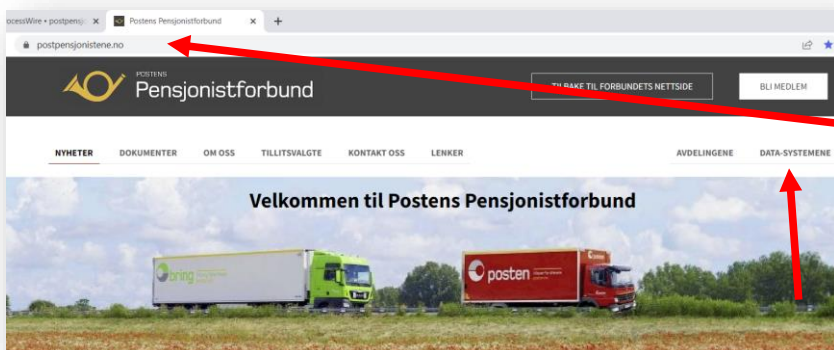 ocessWire • postpensj
Postens Pensjonistforbund
postpensjonistene.no
POSTENS
Pensjonistforbund
TILBAKE TIL FORBUNDETS NETTSIDE
BLI MEDLEM
NYHETER DOKUMENTER OM OSS TILLITSVALGTE KONTAKT OSS LENKER AVDELINGENE DATA-SYSTEMENE
Velkommen til Postens Pensjonistforbund
bring
posten